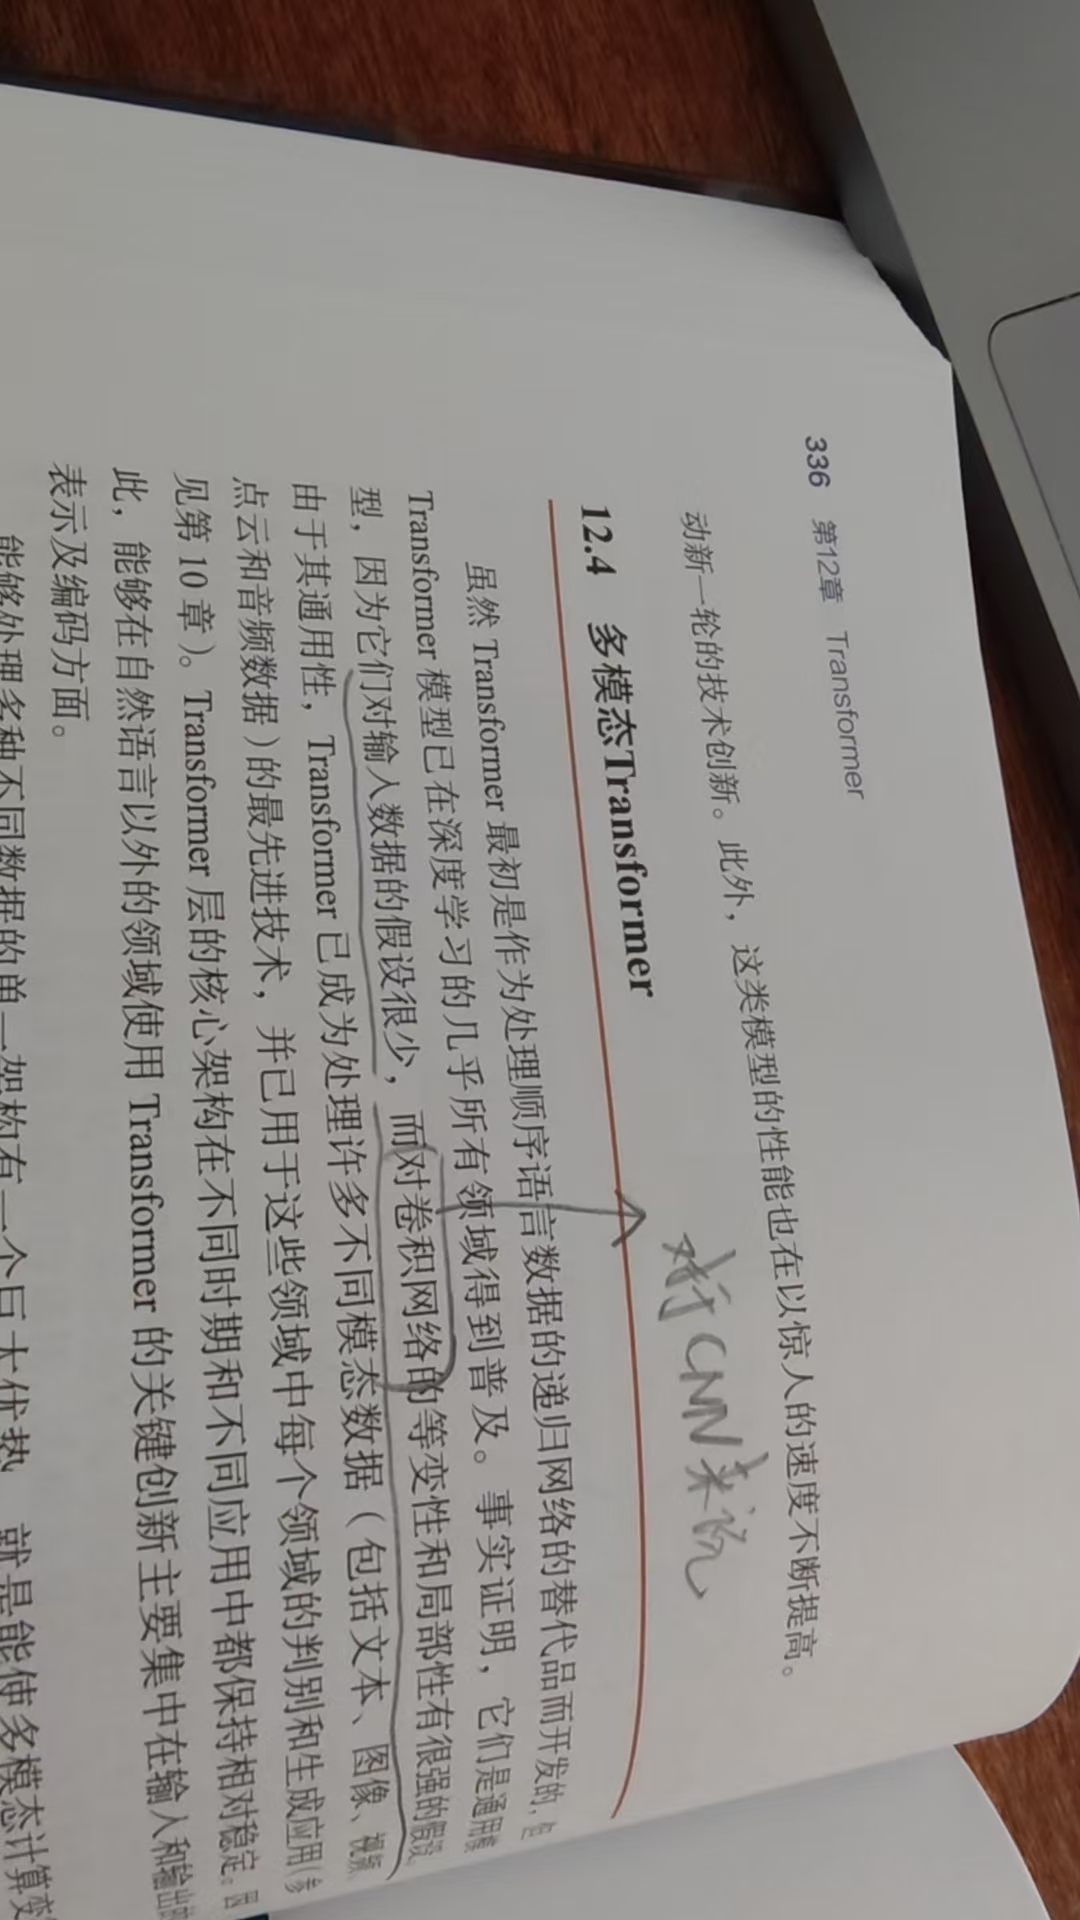 336 第12章 Transformer
动新一轮的技术创新。此外，这类模型的性能也在以惊人的速度不断提高。
对于CNN来说
12.4 多模态Transformer
虽然 Transformer 最初是作为处理顺序语言数据的递归网络的替代品而开发的，但
Transformer 模型已在深度学习的几乎所有领域得到普及。事实证明，它们是通用模
型，因为它们对输入数据的假设很少，而对卷积网络的等变性和局部性有很强的假设。
由于其通用性，Transformer 已成为处理许多不同模态数据（包括文本、图像、视频、
点云和音频数据）的最先进技术，并已用于这些领域中每个领域的判别和生成应用（参
见第 10 章）。Transformer 层的核心架构在不同时期和不同应用中都保持相对稳定。因
此，能够在自然语言以外的领域使用 Transformer 的关键创新主要集中在输入和输出的
表示及编码方面。
能够处理多种不同数据的单一架构有一个巨大优势，就是能使多模态计算变